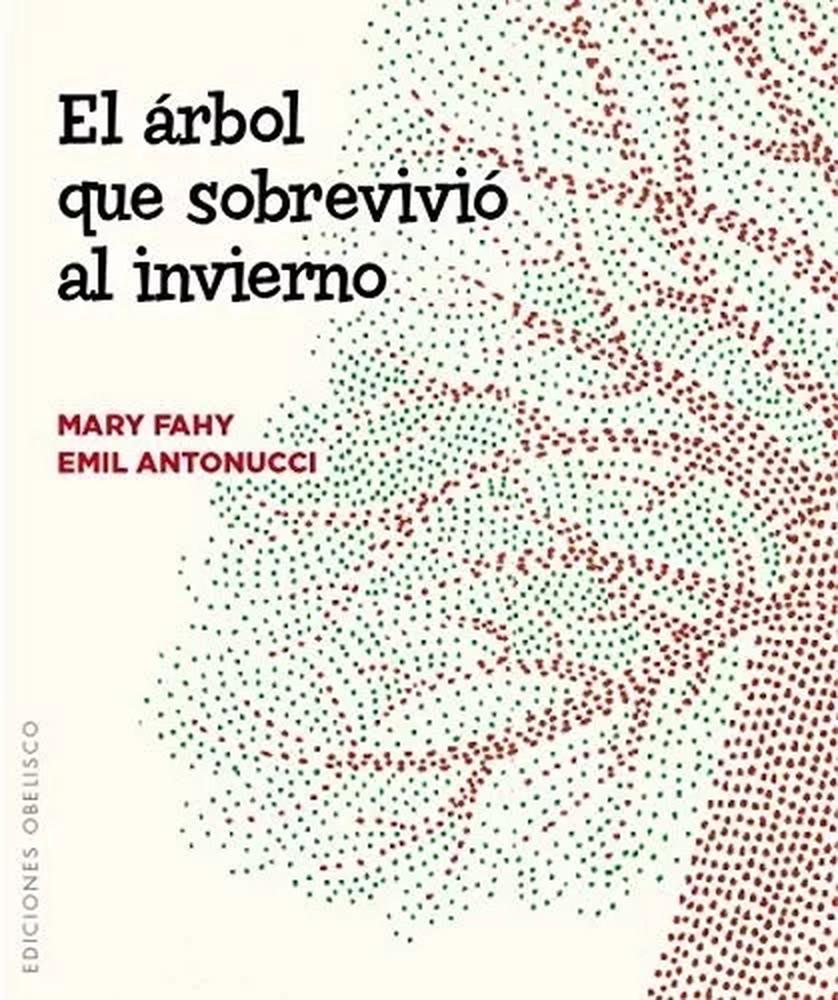 El árbol
que sobrevivió
al invierno
MARY FAHY
EMIL ANTONUCCI
EDICIONES OBELISCO